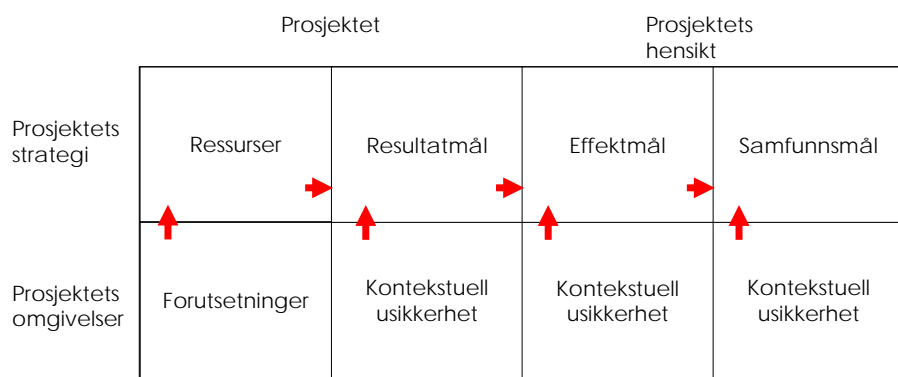 Prosjektet
Prosjektets
hensikt
Prosjektets
strategi
Ressurser
Resultatmål
Effektmål
Samfunnsmål
Prosjektets
omgivelser
Forutsetninger
Kontekstuell
usikkerhet
Kontekstuell
usikkerhet
Kontekstuell
usikkerhet